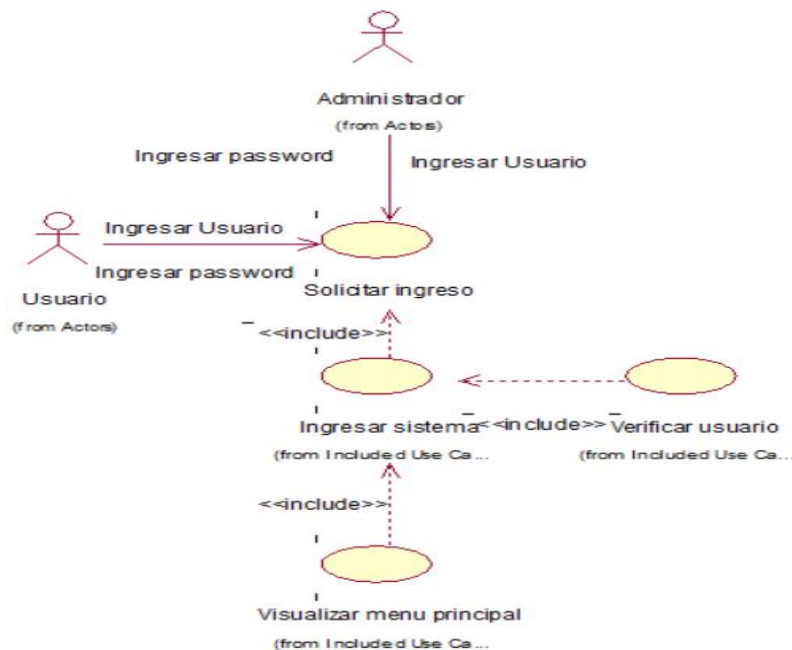 Administrador
(from Actors)
Ingresar password
Ingresar Usuario
Ingresar Usuario
Ingresar password
Usuario
(from Actors)
Solicitar ingreso
<<include>>
Ingresar sistema
<<include>>
Verificar usuario
(from Included Use Ca...
(from Included Use Ca...
<<include>>
Visualizar menu principal
(from Included Use Ca...